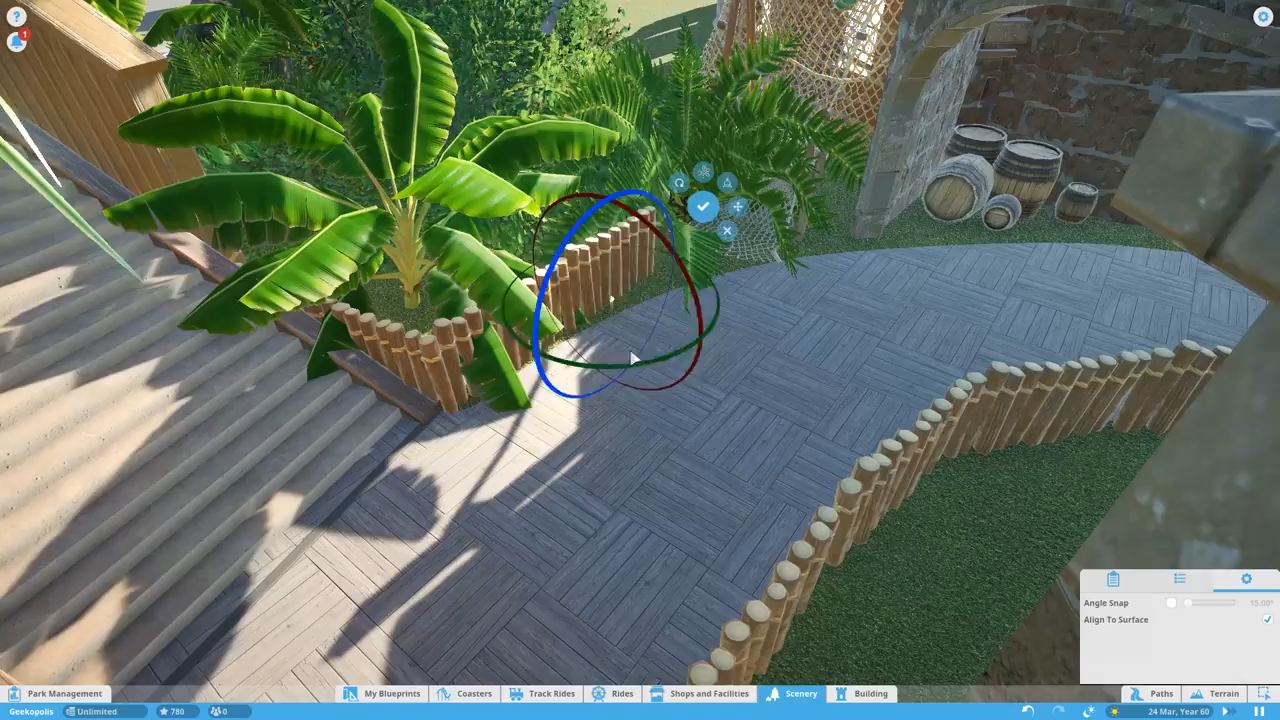 ?
1
Angle Snap 15.00°
Align To Surface
Park Management My Blueprints Coasters Track Rides Rides Shops and Facilities Scenery Building Paths Terrain
Geekopolis Unlimited 780 0 24 Mar, Year 60